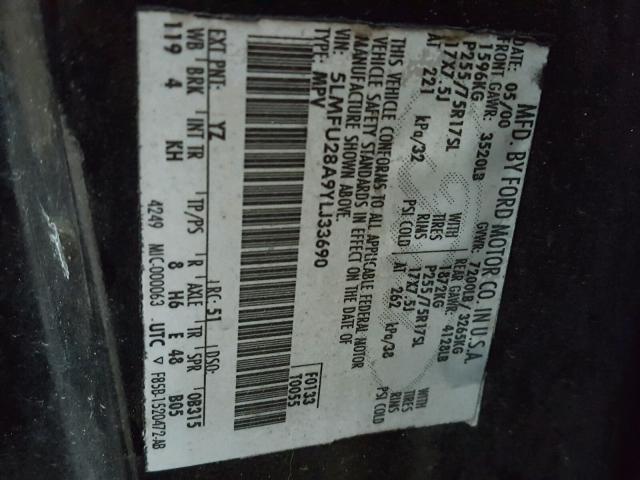 MFD. BY FORD MOTOR CO. IN U.S.A.
DATE: 05/00 GVWR: 7200LB/ 3265KG
FRONT GAWR: 3520LB REAR GAWR: 4128LB
1596KG WITH 1872KG WITH
P255/75R17SL TIRES P255/75R17SL TIRES
17X7.5J RIMS 17X7.5J RIMS
AT 221 kPa/32 PSI COLD AT 262 kPa/38 PSI COLD
THIS VEHICLE CONFORMS TO ALL APPLICABLE FEDERAL MOTOR
VEHICLE SAFETY STANDARDS IN EFFECT ON THE DATE OF
MANUFACTURE SHOWN ABOVE.
VIN: 5LMFU28A9YLJ33690 F0133
TYPE: MPV T0055
EXT PNT: YZ RC:51 DSO:
WB BRK INT TR TP/PS R AXLE TR SPR 0B315
119 4 KH 8 H6 E 48 B05
4249 MIC-000063 UTC ▽ F85B-1520472-AB